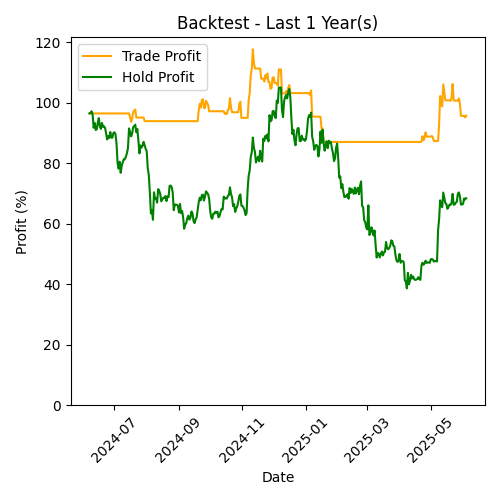 Backtest - Last 1 Year(s)
Trade Profit
Hold Profit
Profit (%)
120
100
80
60
40
20
0
2024-07
2024-09
2024-11
2025-01
2025-03
2025-05
Date